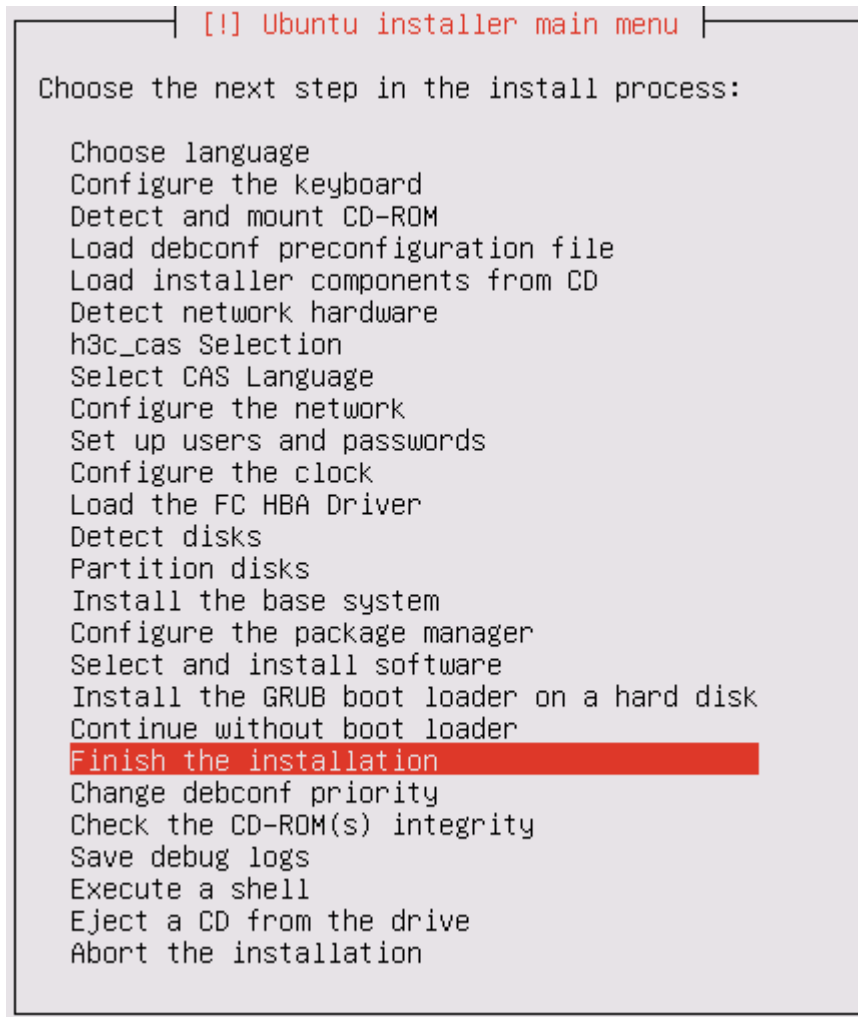 [!] Ubuntu installer main menu
Choose the next step in the install process:
Choose language
Configure the keyboard
Detect and mount CD-ROM
Load debconf preconfiguration file
Load installer components from CD
Detect network hardware
h3c_cas Selection
Select CAS Language
Configure the network
Set up users and passwords
Configure the clock
Load the FC HBA Driver
Detect disks
Partition disks
Install the base system
Configure the package manager
Select and install software
Install the GRUB boot loader on a hard disk
Continue without boot loader
Finish the installation
Change debconf priority
Check the CD-ROM(s) integrity
Save debug logs
Execute a shell
Eject a CD from the drive
Abort the installation